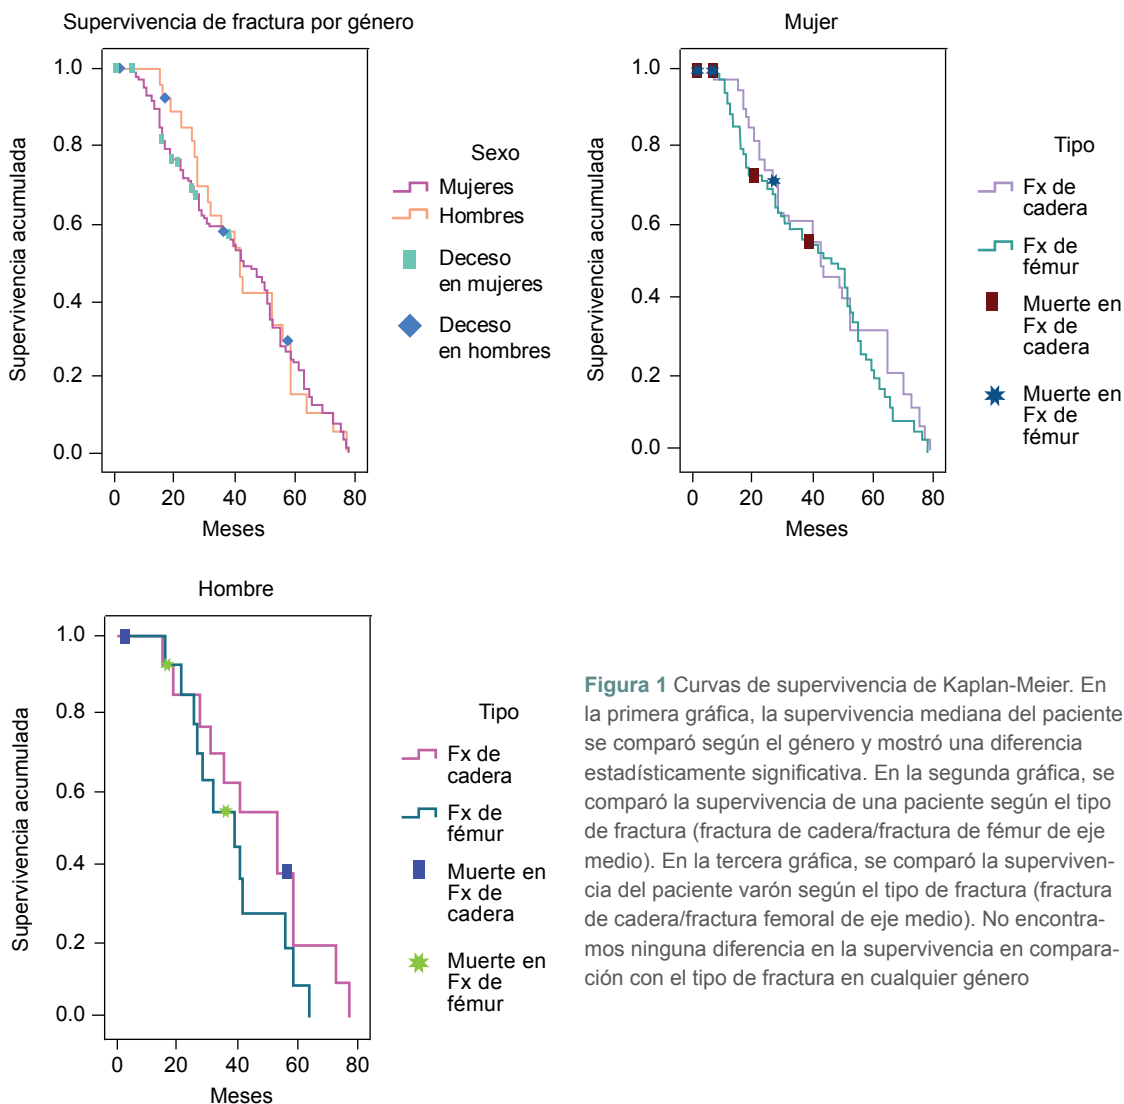 Supervivencia de fractura por género
Supervivencia acumulada
1.0
0.8
0.6
0.4
0.2
0.0
0 20 40 60 80
Meses
Sexo
Mujeres
Hombres
Deceso
en mujeres
Deceso
en hombres
Mujer
Supervivencia acumulada
1.0
0.8
0.6
0.4
0.2
0.0
0 20 40 60 80
Meses
Tipo
Fx de
cadera
Fx de
fémur
Muerte en
Fx de
cadera
Muerte en
Fx de
fémur
Hombre
Supervivencia acumulada
1.0
0.8
0.6
0.4
0.2
0.0
0 20 40 60 80
Meses
Tipo
Fx de
cadera
Fx de
fémur
Muerte en
Fx de
cadera
Muerte en
Fx de
fémur
Figura 1 Curvas de supervivencia de Kaplan-Meier. En
la primera gráfica, la supervivencia mediana del paciente
se comparó según el género y mostró una diferencia
estadísticamente significativa. En la segunda gráfica, se
comparó la supervivencia de una paciente según el tipo
de fractura (fractura de cadera/fractura de fémur de eje
medio). En la tercera gráfica, se comparó la superviven-
cia del paciente varón según el tipo de fractura (fractura
de cadera/fractura femoral de eje medio). No encontra-
mos ninguna diferencia en la supervivencia en compara-
ción con el tipo de fractura en cualquier género